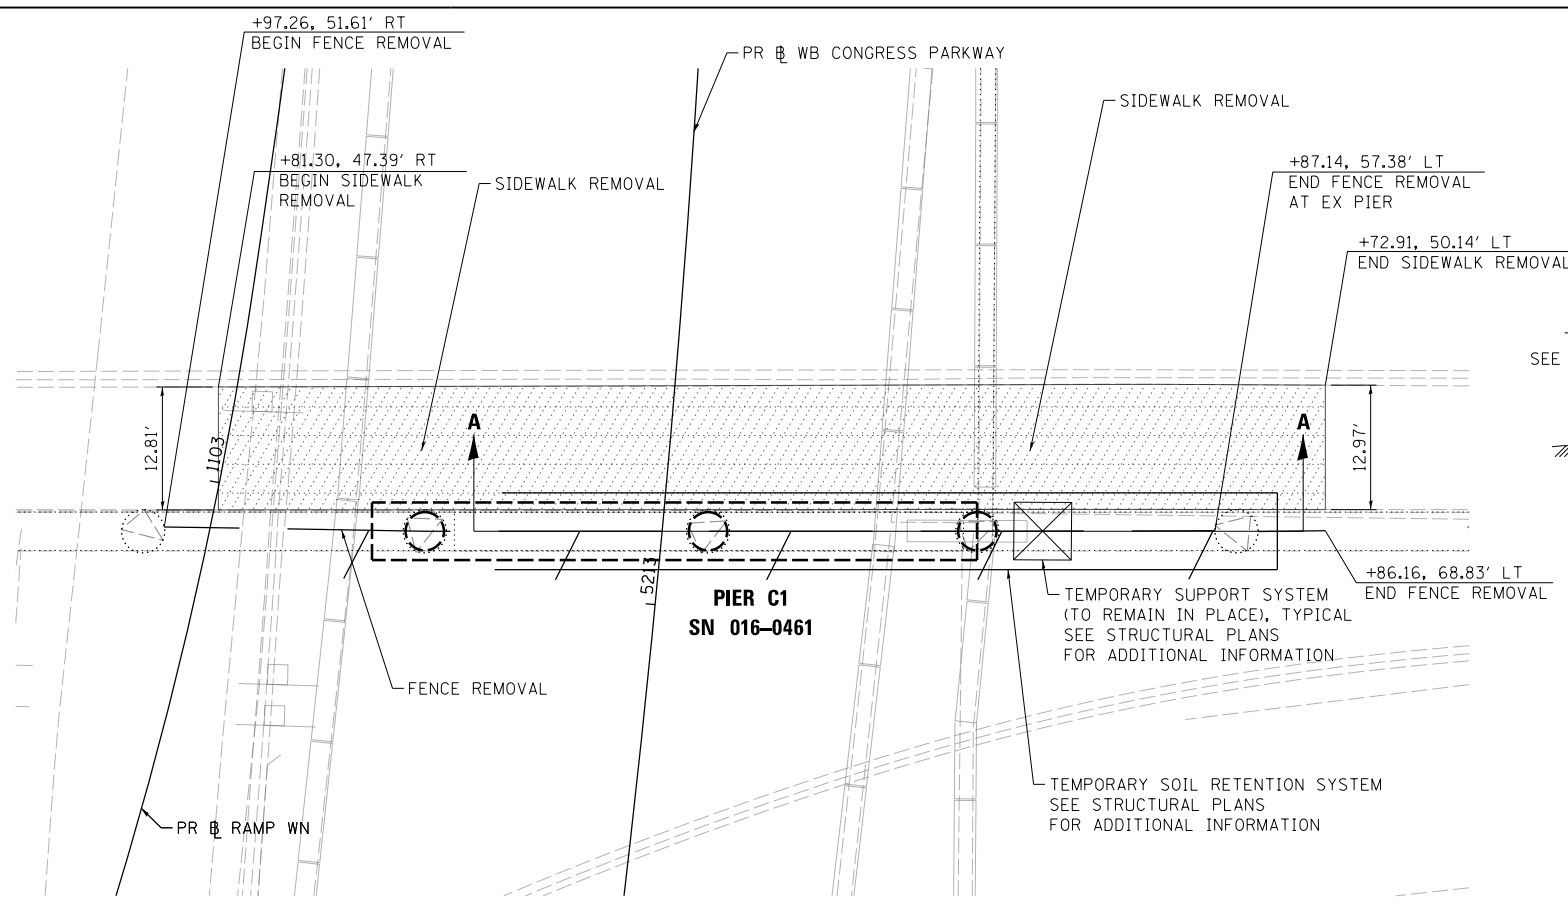 +97.26, 51.61' RT
BEGIN FENCE REMOVAL
PR ℄ WB CONGRESS PARKWAY
SIDEWALK REMOVAL
+81.30, 47.39' RT
BEGIN SIDEWALK
REMOVAL
SIDEWALK REMOVAL
+87.14, 57.38' LT
END FENCE REMOVAL
AT EX PIER
+72.91, 50.14' LT
END SIDEWALK REMOVAL
SEE
A
A
12.81'
1103
12.97'
5213
PIER C1
SN 016-0461
+86.16, 68.83' LT
END FENCE REMOVAL
TEMPORARY SUPPORT SYSTEM
(TO REMAIN IN PLACE), TYPICAL
SEE STRUCTURAL PLANS
FOR ADDITIONAL INFORMATION
FENCE REMOVAL
TEMPORARY SOIL RETENTION SYSTEM
SEE STRUCTURAL PLANS
FOR ADDITIONAL INFORMATION
PR ℄ RAMP WN